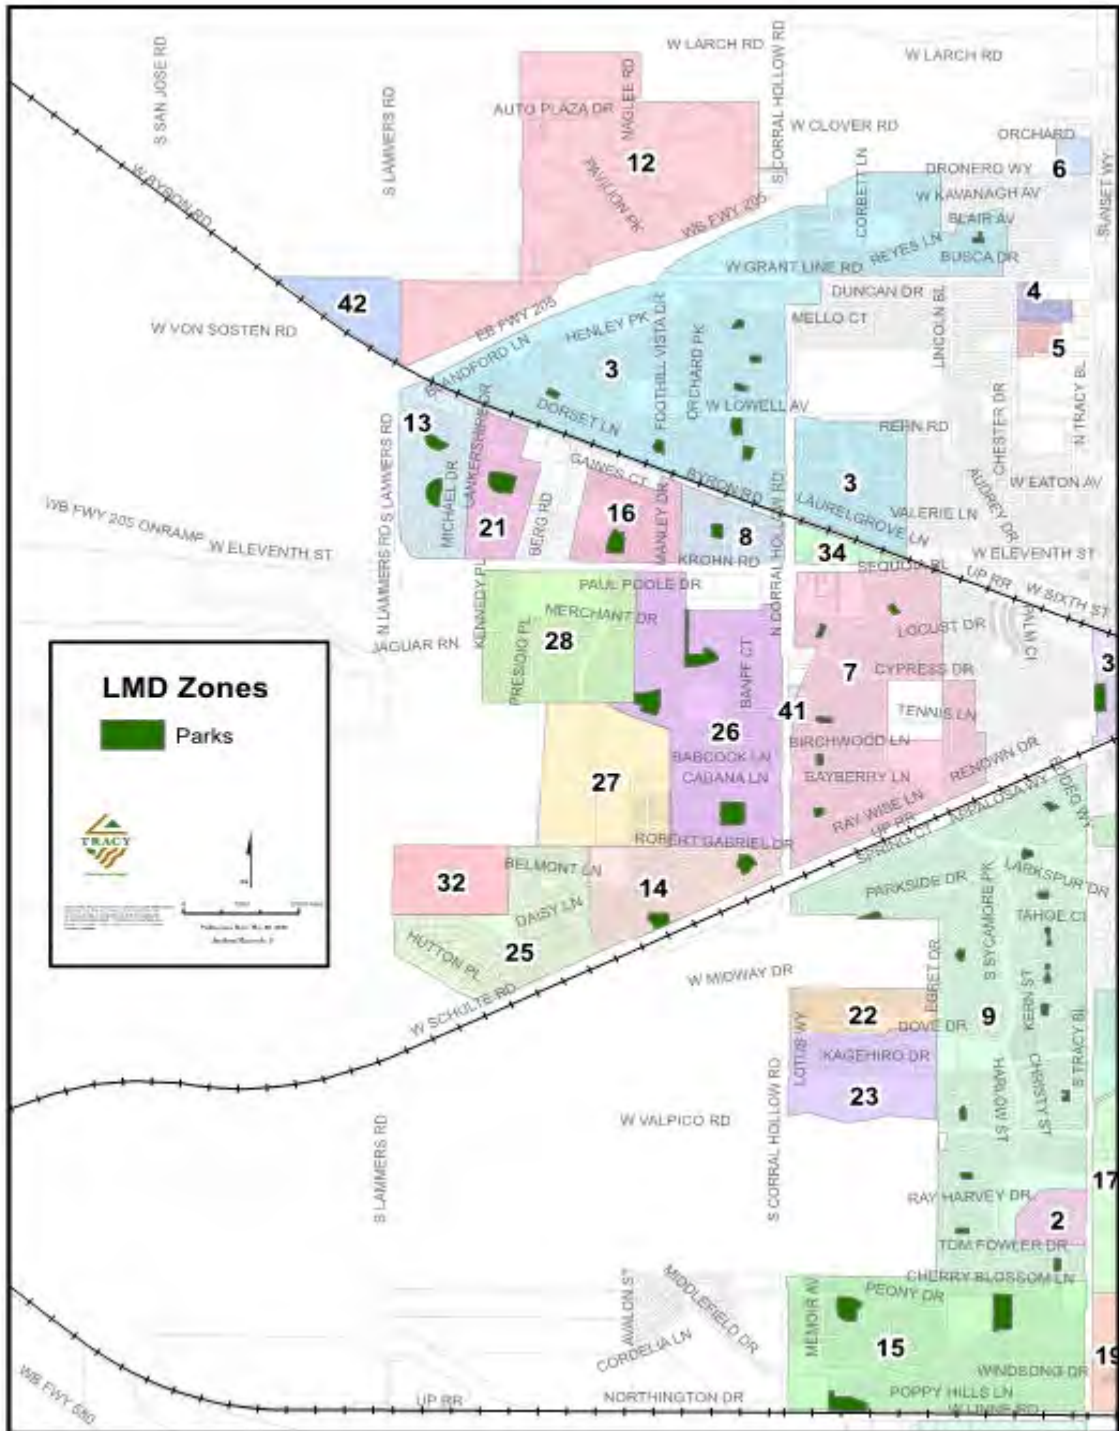 W LARCH RD
W LARCH RD
S SAN JOSE RD
S LAMMERS RD
NAGLEE RD
S CORRAL HOLLOW RD
AUTO PLAZA DR
W CLOVER RD
ORCHARD
12
6
CORBETT LN
DRONERD WY
W KAVANAGH AV
SUNSET WY
PAVILION PK
W BYRON RD
WB FWY 205
BLAIR AV
REYES LN
BUSCA DR
W GRANT LINE RD
42
DUNCAN DR
4
W VON SOSTEN RD
EB FWY 205
HENLEY PK
MELLO CT
LINCOLN BL
5
FOOTHILL VISTA DR
ORCHARD PK
3
N TRACY BL
CHESTER DR
DORSET LN
W LOWELL AV
13
REHN RD
LANKERSHIRE DR
GAINES CT
BYRON RD
3
W EATON AV
AUDREY DR
N LAMMERS RD
S LAMMERS RD
MICHAEL DR
LAURELGROVE LN
VALERIE LN
WB FWY 205 ONRAMP
W ELEVENTH ST
21
BERG RD
16
MANLEY DR
8
34
W ELEVENTH ST
KROHN RD
N CORRAL HOLLOW RD
SEQUOIA BL
UP RR
W SIXTH ST
KENNEDY PL
PAUL POOLE DR
MERCHANT DR
LOCUST DR
JAGUAR RN
28
PRESIDIO PL
BANFF CT
7
CYPRESS DR
3
LMD Zones
Parks
41
TENNIS LN
26
BIRCHWOOD LN
BABCOCK LN
RENOWN DR
27
CABANA LN
BAYBERRY LN
APPALOSA WY
RAY WISE LN
UP RR
TRACY
ROBERT GABRIEL DR
SPRING CT
32
BELMONT LN
14
PARKSIDE DR
LARKSPUR DR
DAISY LN
S SYCAMORE PK
TAHOE CI
25
HUTTON PL
EGRET DR
W MIDWAY DR
W SCHULTE RD
22
DOVE DR
9
KERN ST
LOTUS WY
KAGEHIRO DR
S TRACY BL
23
HARLOW ST
CHRISTY ST
S LAMMERS RD
W VALPICO RD
S CORRAL HOLLOW RD
17
RAY HARVEY DR
2
TOM FOWLER DR
CHERRY BLOSSOM LN
AVALON ST
MIDDLEFIELD DR
MEMOIR AV
PEONY DR
CORDELIA LN
15
19
WINDSONG DR
WB FWY 580
UP RR
NORTHINGTON DR
POPPY HILLS LN
W LINNE RD